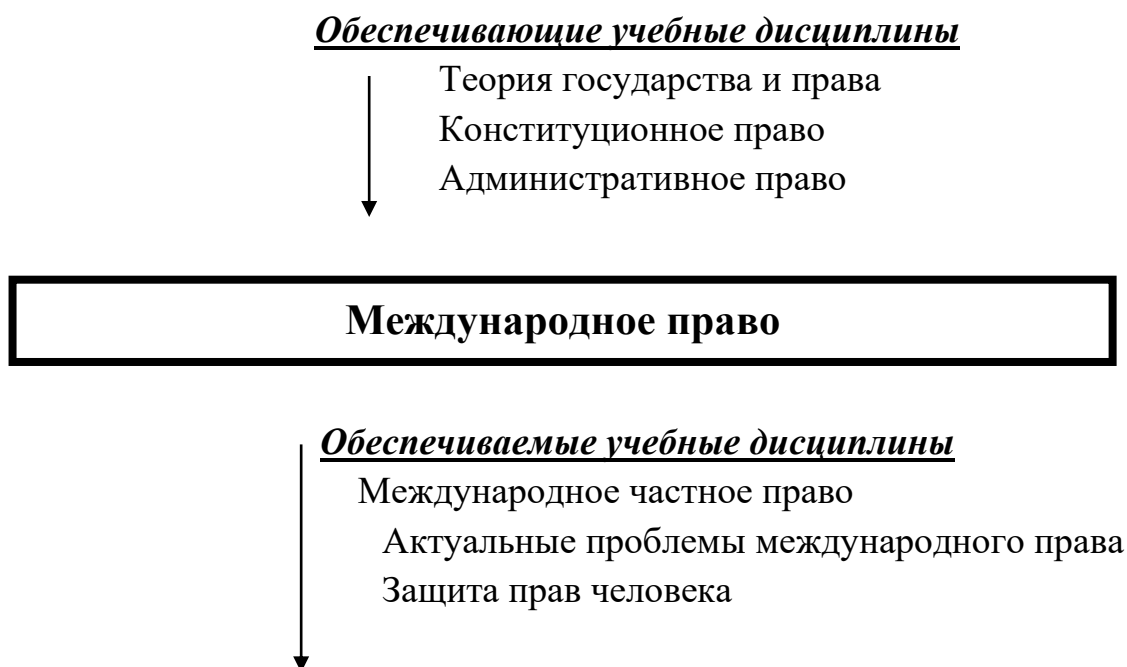 Обеспечивающие учебные дисциплины
Теория государства и права
Конституционное право
Административное право
Международное право
Обеспечиваемые учебные дисциплины
Международное частное право
Актуальные проблемы международного права
Защита прав человека